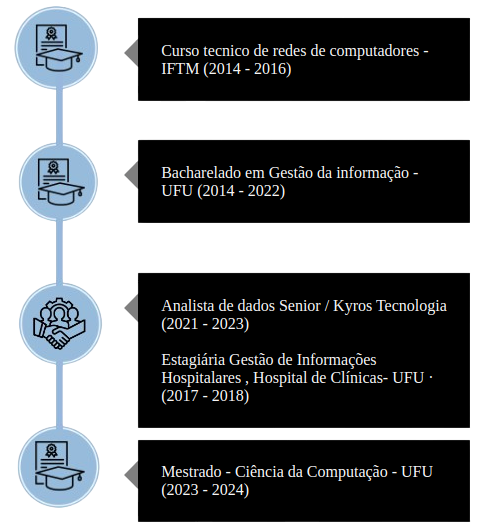 Curso tecnico de redes de computadores -
IFTM (2014 - 2016)
Bacharelado em Gestão da informação -
UFU (2014 - 2022)
Analista de dados Senior / Kyros Tecnologia
(2021 - 2023)
Estagiária Gestão de Informações
Hospitalares , Hospital de Clínicas- UFU ·
(2017 - 2018)
Mestrado - Ciência da Computação - UFU
(2023 - 2024)